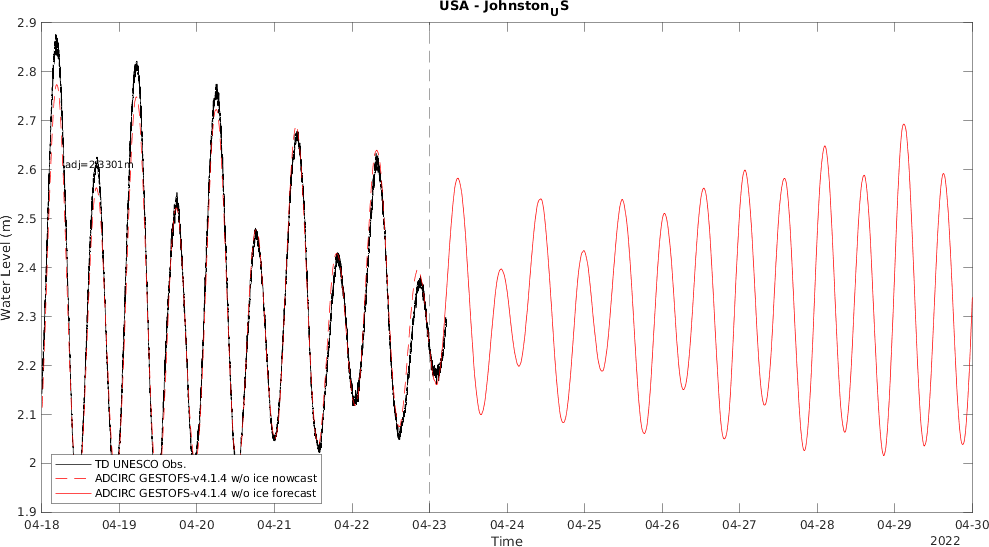 USA - Johnston_US
2.9
2.8
2.7
2.6
2.5
2.4
2.3
2.2
2.1
2
1.9
Water Level (m)
adj=2.3301m
TD UNESCO Obs.
ADCIRC GESTOFS-v4.1.4 w/o ice nowcast
ADCIRC GESTOFS-v4.1.4 w/o ice forecast
04-18 04-19 04-20 04-21 04-22 04-23 04-24 04-25 04-26 04-27 04-28 04-29 04-30
Time
2022